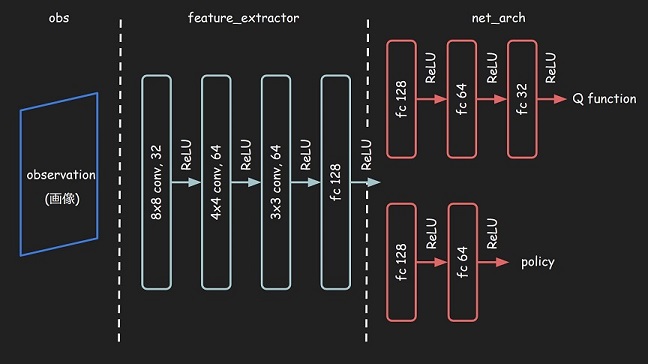 obs
feature_extractor
net_arch
observation
(画像)
8x8 conv, 32
ReLU
4x4 conv, 64
ReLU
3x3 conv, 64
ReLU
fc 128
ReLU
fc 128
ReLU
fc 64
ReLU
fc 32
ReLU
Q function
fc 128
ReLU
fc 64
ReLU
policy